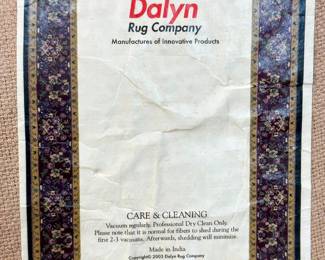 Dalyn
Rug Company
Manufactures of Innovative Products
CARE & CLEANING
Vacuum regularly. Professional Dry Clean Only.
Please note that it is normal for fibers to shed during the
first 2-3 vacuums. Afterwards, shedding will minimize.
Made in India
Copyright© 2003 Dalyn Rug Company